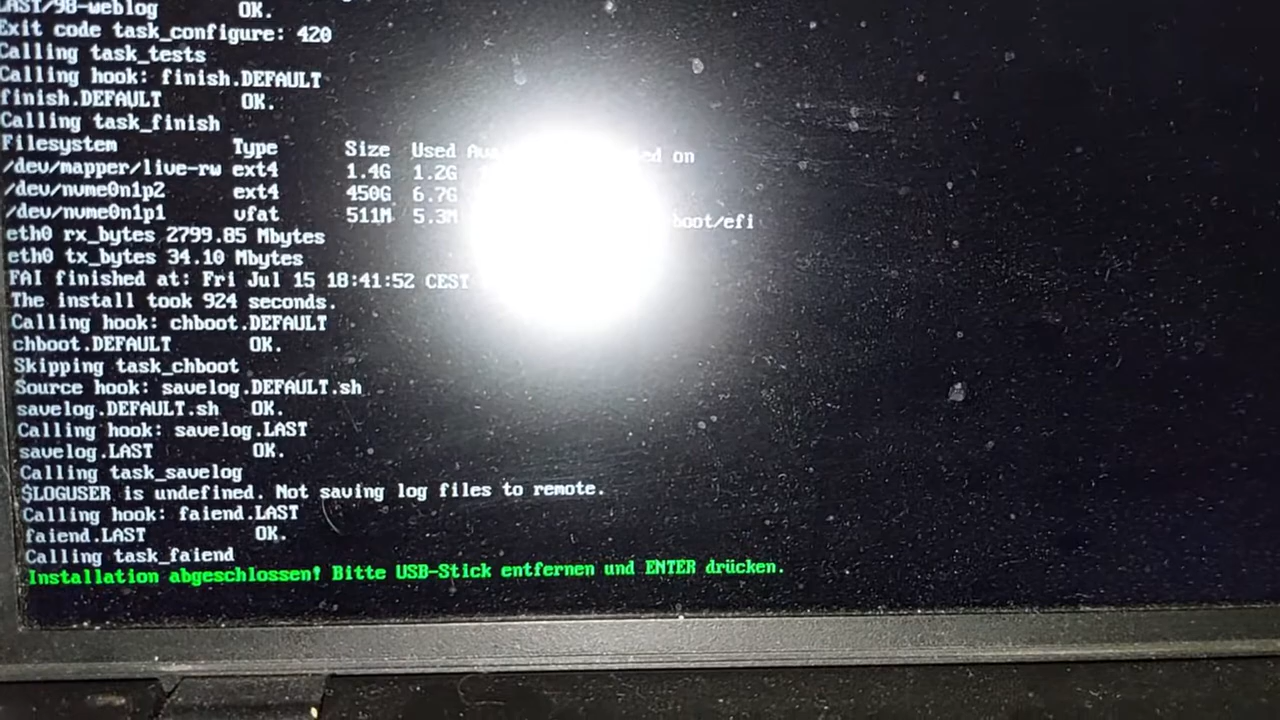 LAST/98-weblog OK.
Exit code task_configure: 420
Calling task_tests
Calling hook: finish.DEFAULT
finish.DEFAULT OK.
Calling task_finish
Filesystem Type Size Used on
/dev/mapper/live-rw ext4 1.4G 1.2G
/dev/nvme0n1p2 ext4 450G 6.7G
/dev/nvme0n1p1 vfat 511M 5.3M boot/efi
eth0 rx_bytes 2799.85 Mbytes
eth0 tx_bytes 34.10 Mbytes
FAI finished at: Fri Jul 15 18:41:52 CEST
The install took 924 seconds.
Calling hook: chboot.DEFAULT
chboot.DEFAULT OK.
Skipping task_chboot
Source hook: savelog.DEFAULT.sh
savelog.DEFAULT.sh OK.
Calling hook: savelog.LAST
savelog.LAST OK.
Calling task_savelog
$LOGUSER is undefined. Not saving log files to remote.
Calling hook: faiend.LAST
faiend.LAST OK.
Calling task_faiend
Installation abgeschlossen! Bitte USB-Stick entfernen und ENTER drücken.